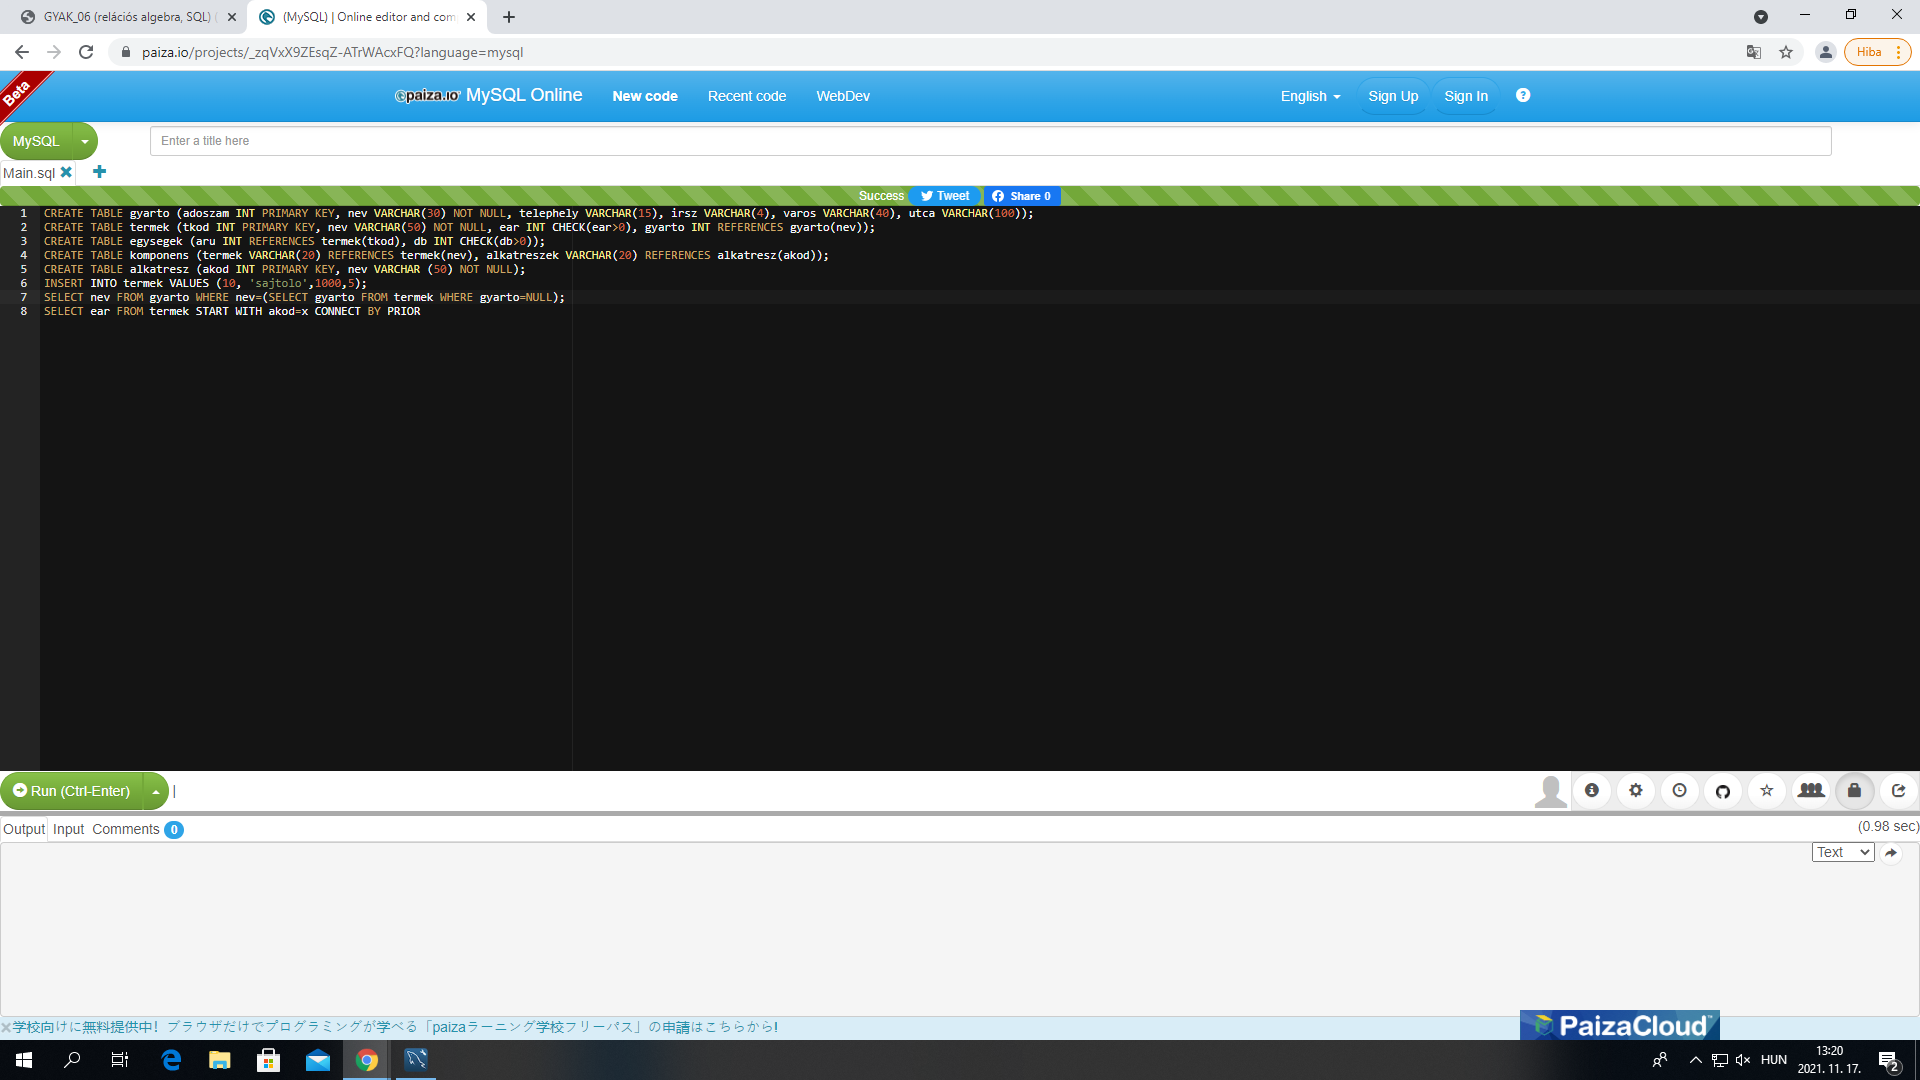 GYAK_06 (relációs algebra, SQL) (
(MySQL) | Online editor and com
paiza.io/projects/_zqVxX9ZEsqZ-ATrWAcxFQ?language=mysql
Hiba
Beta
paiza.IO MySQL Online
New code
Recent code
WebDev
English
Sign Up
Sign In
MySQL
Enter a title here
Main.sql
Success
Tweet
Share 0
1 CREATE TABLE gyarto (adoszam INT PRIMARY KEY, nev VARCHAR(30) NOT NULL, telephely VARCHAR(15), irsz VARCHAR(4), varos VARCHAR(40), utca VARCHAR(100));
2 CREATE TABLE termek (tkod INT PRIMARY KEY, nev VARCHAR(50) NOT NULL, ear INT CHECK(ear>0), gyarto INT REFERENCES gyarto(nev));
3 CREATE TABLE egysegek (aru INT REFERENCES termek(tkod), db INT CHECK(db>0));
4 CREATE TABLE komponens (termek VARCHAR(20) REFERENCES termek(nev), alkatreszek VARCHAR(20) REFERENCES alkatresz(akod));
5 CREATE TABLE alkatresz (akod INT PRIMARY KEY, nev VARCHAR (50) NOT NULL);
6 INSERT INTO termek VALUES (10, 'sajtolo',1000,5);
7 SELECT nev FROM gyarto WHERE nev=(SELECT gyarto FROM termek WHERE gyarto=NULL);
8 SELECT ear FROM termek START WITH akod=x CONNECT BY PRIOR
Run (Ctrl-Enter)
Output
Input
Comments 0
(0.98 sec)
Text
学校向けに無料提供中！ブラウザだけでプログラミングが学べる「paizaラーニング学校フリーパス」の申請はこちらから!
PaizaCloud
HUN
13:20
2021. 11. 17.
2